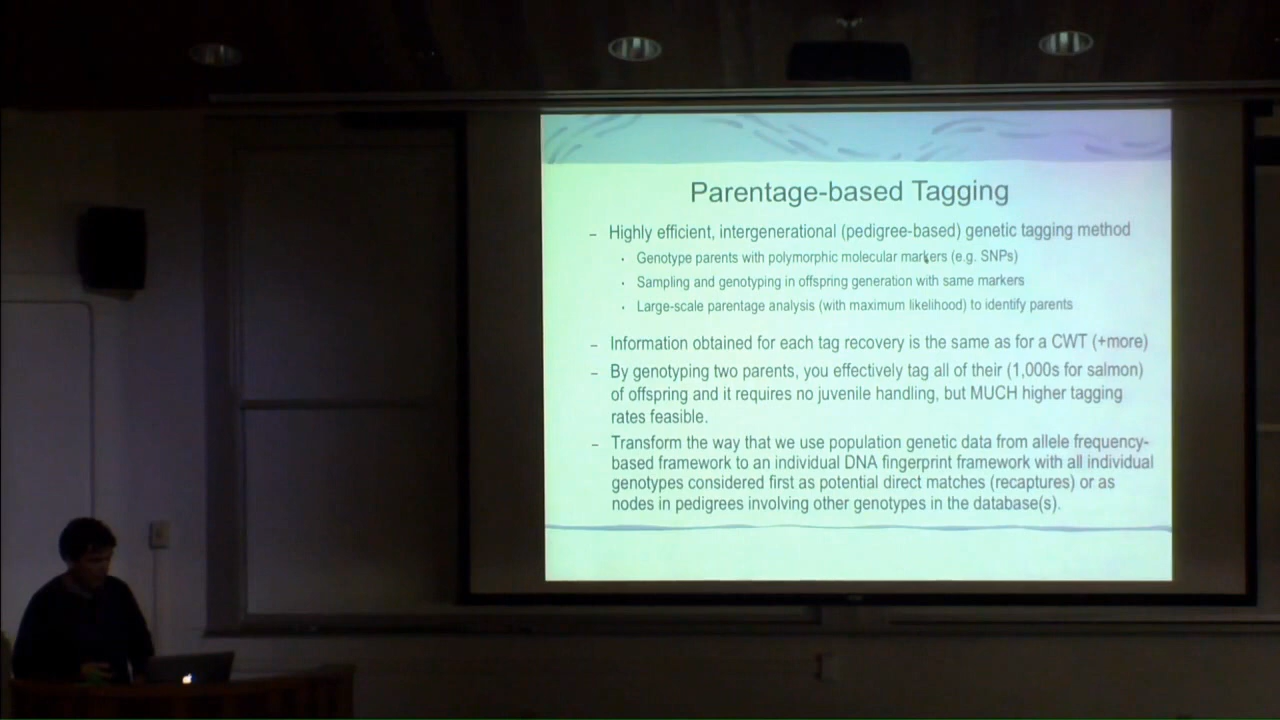 Parentage-based Tagging
– Highly efficient, intergenerational (pedigree-based) genetic tagging method
· Genotype parents with polymorphic molecular markers (e.g. SNPs)
· Sampling and genotyping in offspring generation with same markers
· Large-scale parentage analysis (with maximum likelihood) to identify parents
– Information obtained for each tag recovery is the same as for a CWT (+more)
– By genotyping two parents, you effectively tag all of their (1,000s for salmon)
of offspring and it requires no juvenile handling, but MUCH higher tagging
rates feasible.
– Transform the way that we use population genetic data from allele frequency-
based framework to an individual DNA fingerprint framework with all individual
genotypes considered first as potential direct matches (recaptures) or as
nodes in pedigrees involving other genotypes in the database(s).